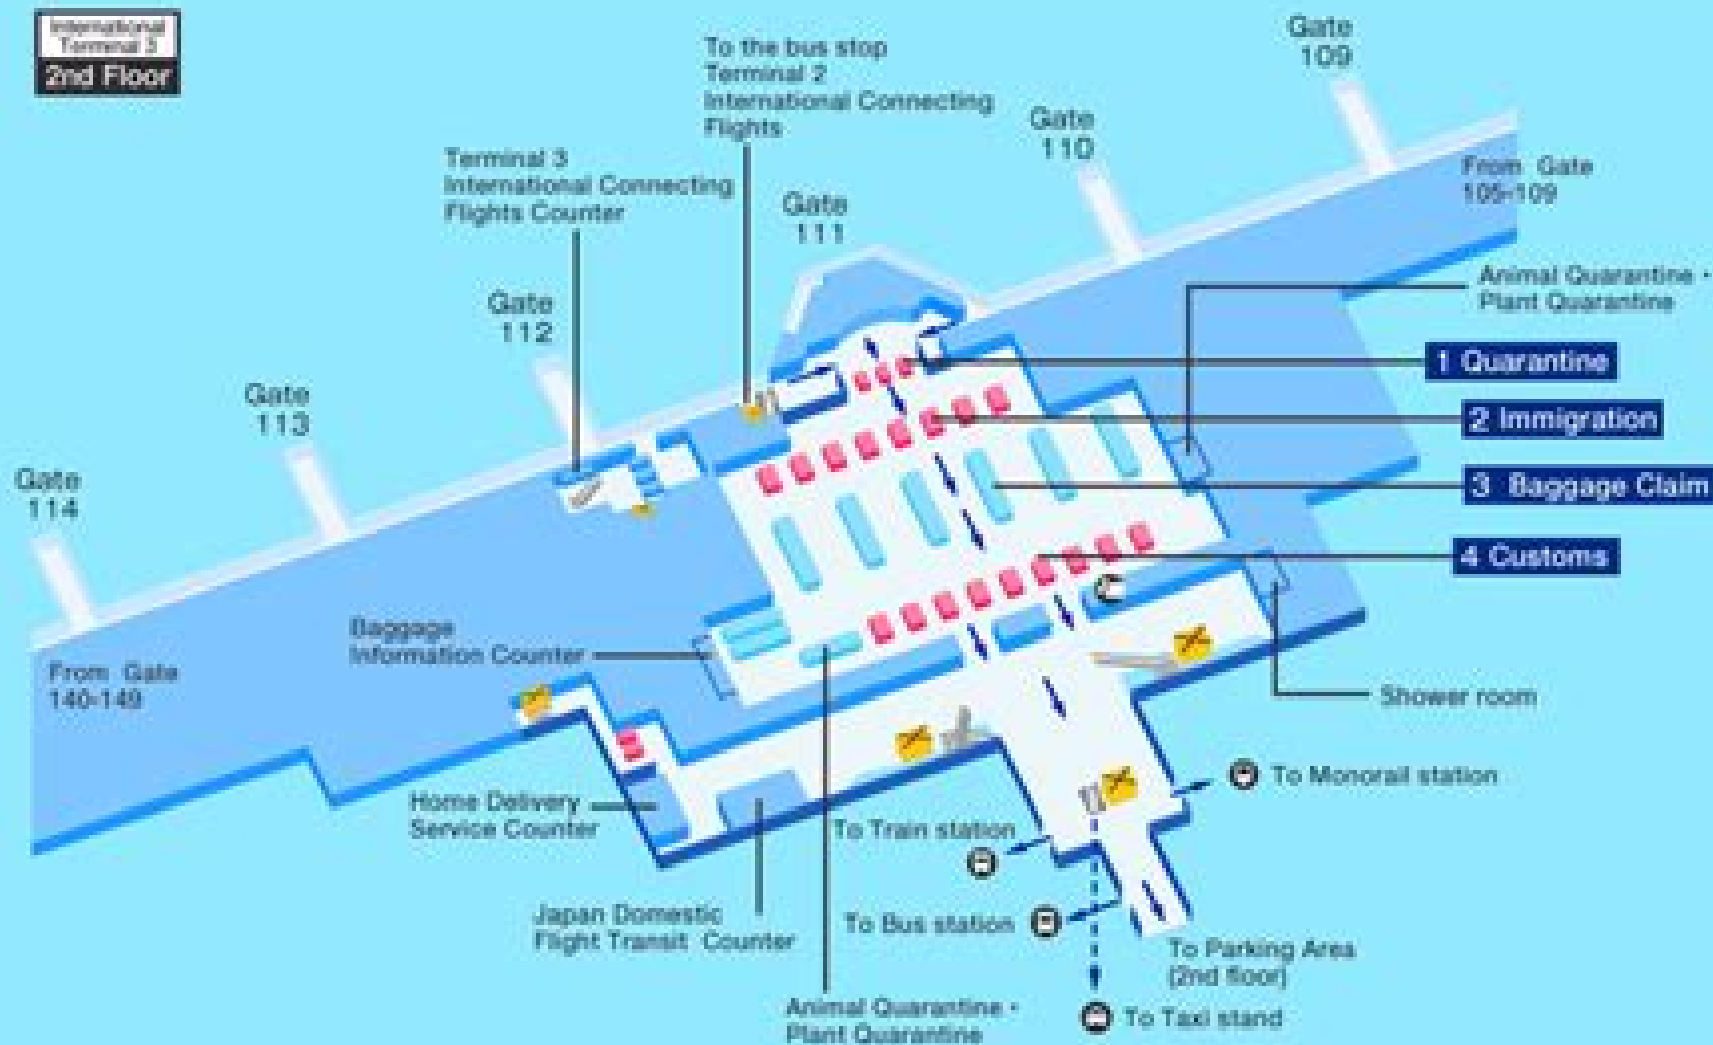 International
Terminal 3
2nd Floor
To the bus stop
Terminal 2
International Connecting
Flights
Gate
109
Gate
110
Terminal 3
International Connecting
Flights Counter
From Gate
105-109
Gate
111
Animal Quarantine・
Plant Quarantine
Gate
112
1 Quarantine
Gate
113
2 Immigration
Gate
114
3 Baggage Claim
4 Customs
Baggage
Information Counter
From Gate
140-149
Shower room
To Monorail station
Home Delivery
Service Counter
To Train station
Japan Domestic
Flight Transit Counter
To Bus station
To Parking Area
(2nd floor)
Animal Quarantine・
Plant Quarantine
To Taxi stand